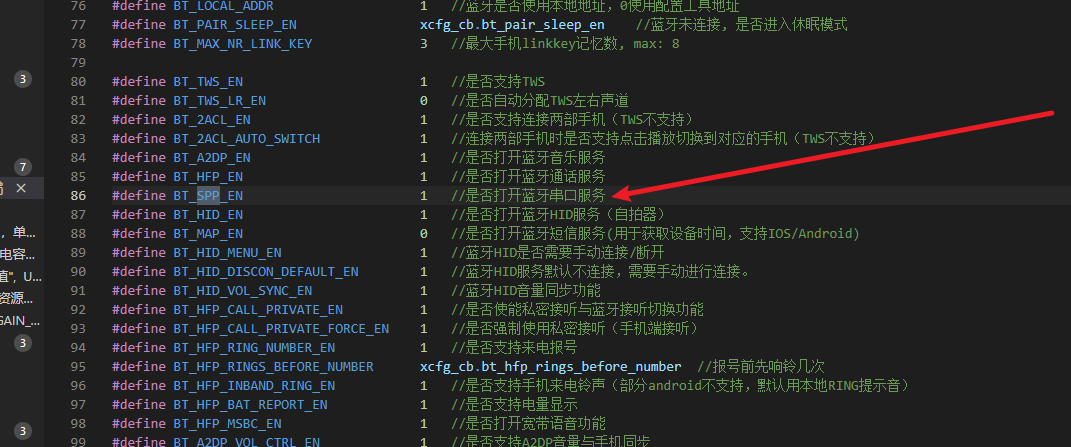 76 #define BT_LOCAL_ADDR 1 //蓝牙是否使用本地地址，0使用配置工具地址
77 #define BT_PAIR_SLEEP_EN xcfg_cb.bt_pair_sleep_en //蓝牙未连接, 是否进入休眠模式
78 #define BT_MAX_NR_LINK_KEY 3 //最大手机linkkey记忆数, max: 8
79
3 80 #define BT_TWS_EN 1 //是否支持TWS
81 #define BT_TWS_LR_EN 0 //是否自动分配TWS左右声道
82 #define BT_2ACL_EN 1 //是否支持连接两部手机（TWS不支持）
83 #define BT_2ACL_AUTO_SWITCH 1 //连接两部手机时是否支持点击播放切换到对应的手机（TWS不支持）
7 84 #define BT_A2DP_EN 1 //是否打开蓝牙音乐服务
85 #define BT_HFP_EN 1 //是否打开蓝牙通话服务
86 #define BT_SPP_EN 1 //是否打开蓝牙串口服务
87 #define BT_HID_EN 1 //是否打开蓝牙HID服务（自拍器）
，单... 88 #define BT_MAP_EN 0 //是否打开蓝牙短信服务(用于获取设备时间，支持IOS/Android)
电容... 89 #define BT_HID_MENU_EN 1 //蓝牙HID是否需要手动连接/断开
值", U... 90 #define BT_HID_DISCON_DEFAULT_EN 1 //蓝牙HID服务默认不连接，需要手动进行连接。
资源... 91 #define BT_HID_VOL_SYNC_EN 1 //蓝牙HID音量同步功能
GAIN_... 92 #define BT_HFP_CALL_PRIVATE_EN 1 //是否使能私密接听与蓝牙接听切换功能
3 93 #define BT_HFP_CALL_PRIVATE_FORCE_EN 1 //是否强制使用私密接听（手机端接听）
94 #define BT_HFP_RING_NUMBER_EN 1 //是否支持来电报号
95 #define BT_HFP_RINGS_BEFORE_NUMBER xcfg_cb.bt_hfp_rings_before_number //报号前先响铃几次
96 #define BT_HFP_INBAND_RING_EN 1 //是否支持手机来电铃声（部分android不支持，默认用本地RING提示音）
97 #define BT_HFP_BAT_REPORT_EN 1 //是否支持电量显示
3 98 #define BT_HFP_MSBC_EN 1 //是否打开宽带语音功能
99 #define BT_A2DP_VOL_CTRL_EN 1 //是否支持A2DP音量与手机同步